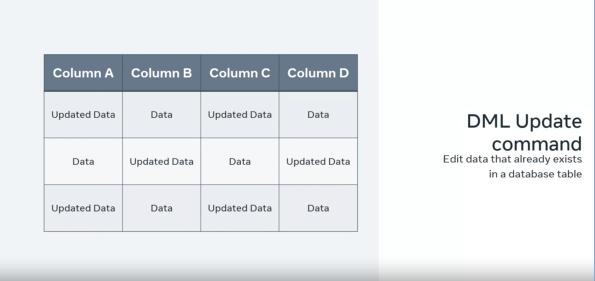 Column A Column B Column C Column D
Updated Data Data Updated Data Data
Data Updated Data Data Updated Data
Updated Data Data Updated Data Data
DML Update
command
Edit data that already exists
in a database table